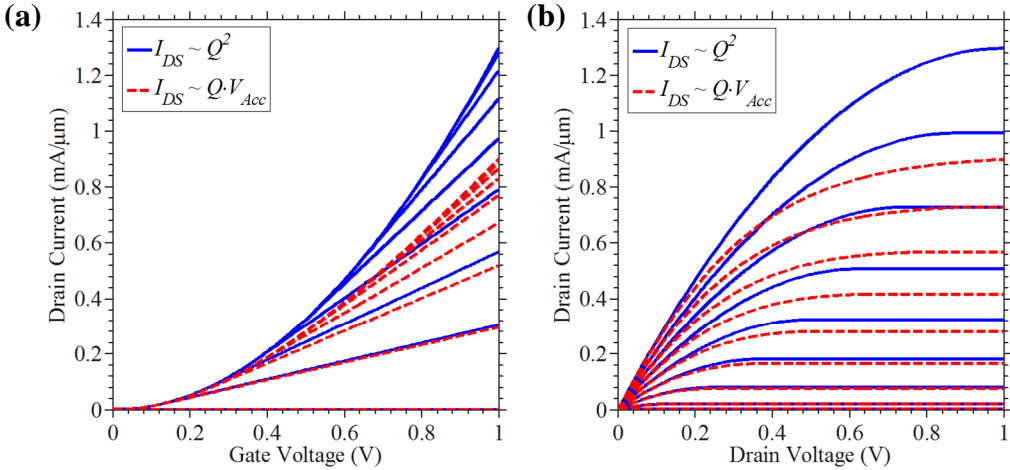 (a)
I_DS ~ Q^2
I_DS ~ Q·V_Acc
Drain Current (mA/μm)
1.4
1.2
1
0.8
0.6
0.4
0.2
0
0 0.2 0.4 0.6 0.8 1
Gate Voltage (V)
(b)
I_DS ~ Q^2
I_DS ~ Q·V_Acc
Drain Current (mA/μm)
1.4
1.2
1
0.8
0.6
0.4
0.2
0
0.0 0.2 0.4 0.6 0.8 1
Drain Voltage (V)